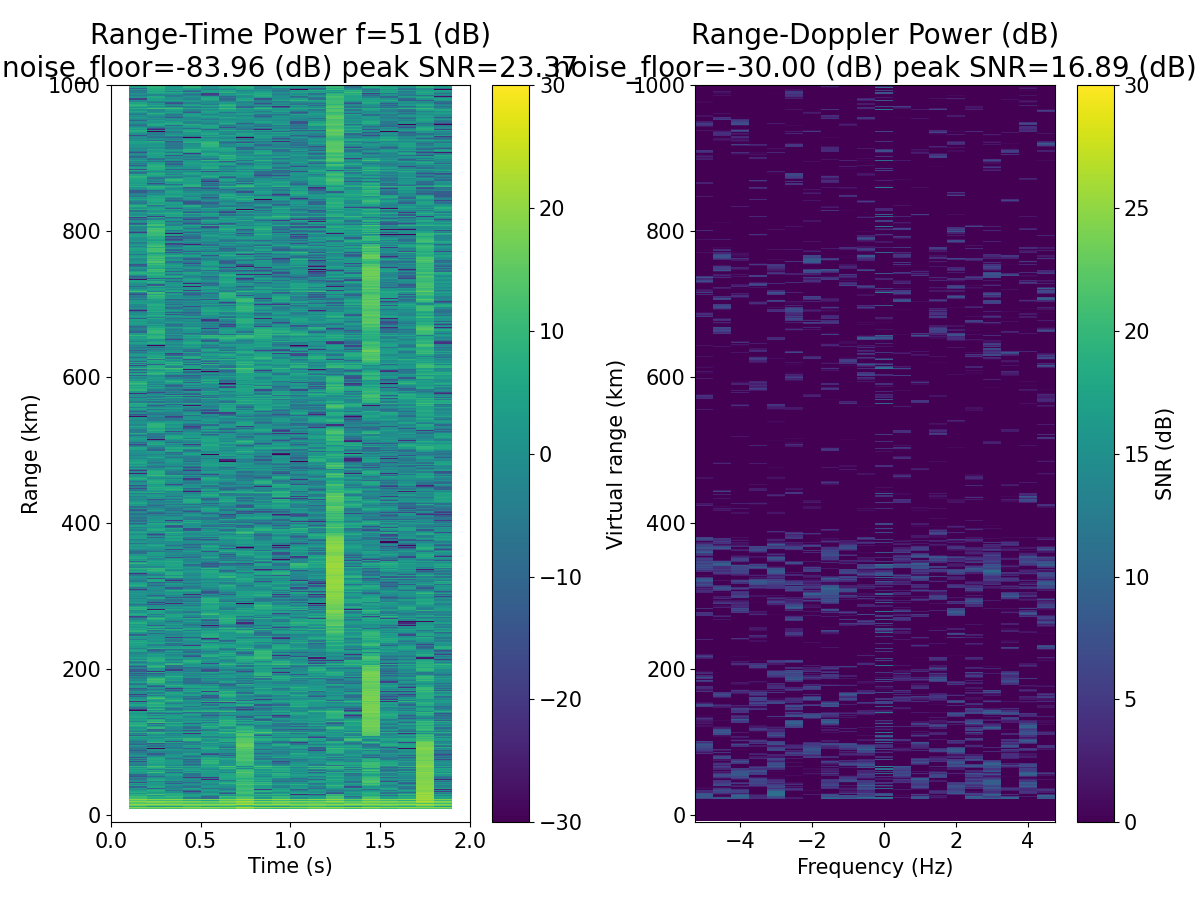 Range-Time Power f=51 (dB)
noise_floor=-83.96 (dB) peak SNR=23.37
Range-Doppler Power (dB)
noise_floor=-30.00 (dB) peak SNR=16.89 (dB)
1000
800
600
400
200
0
Range (km)
0.0 0.5 1.0 1.5 2.0
Time (s)
30
20
10
0
−10
−20
−30
1000
800
600
400
200
0
Virtual range (km)
−4 −2 0 2 4
Frequency (Hz)
30
25
20
15
10
5
0
SNR (dB)